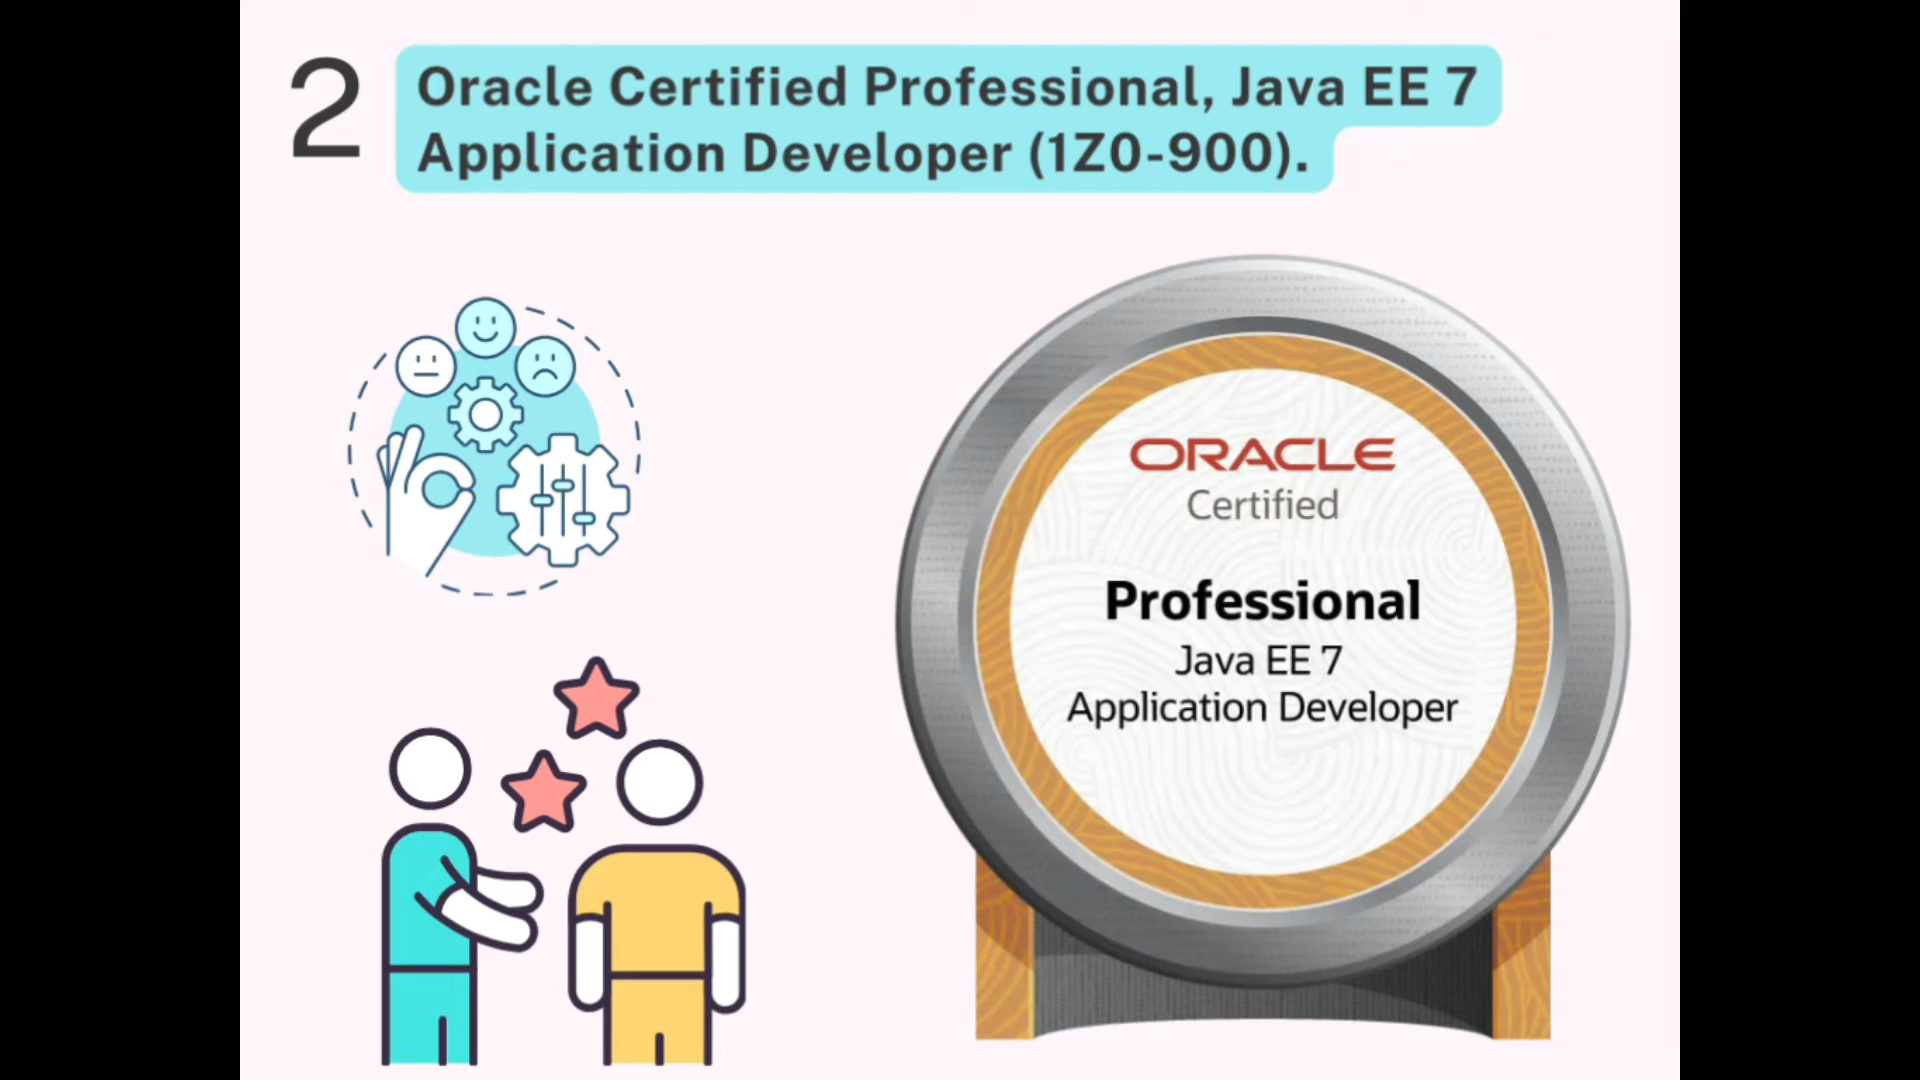 2
Oracle Certified Professional, Java EE 7
Application Developer (1Z0-900).
ORACLE
Certified
Professional
Java EE 7
Application Developer